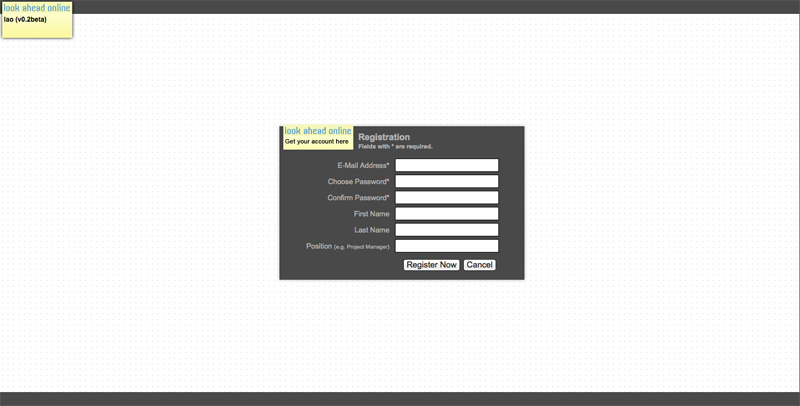 look ahead online
lao (v0.2beta)
look ahead online
Get your account here
Registration
Fields with * are required.
E-Mail Address*
Choose Password*
Confirm Password*
First Name
Last Name
Position (e.g. Project Manager)
Register Now Cancel